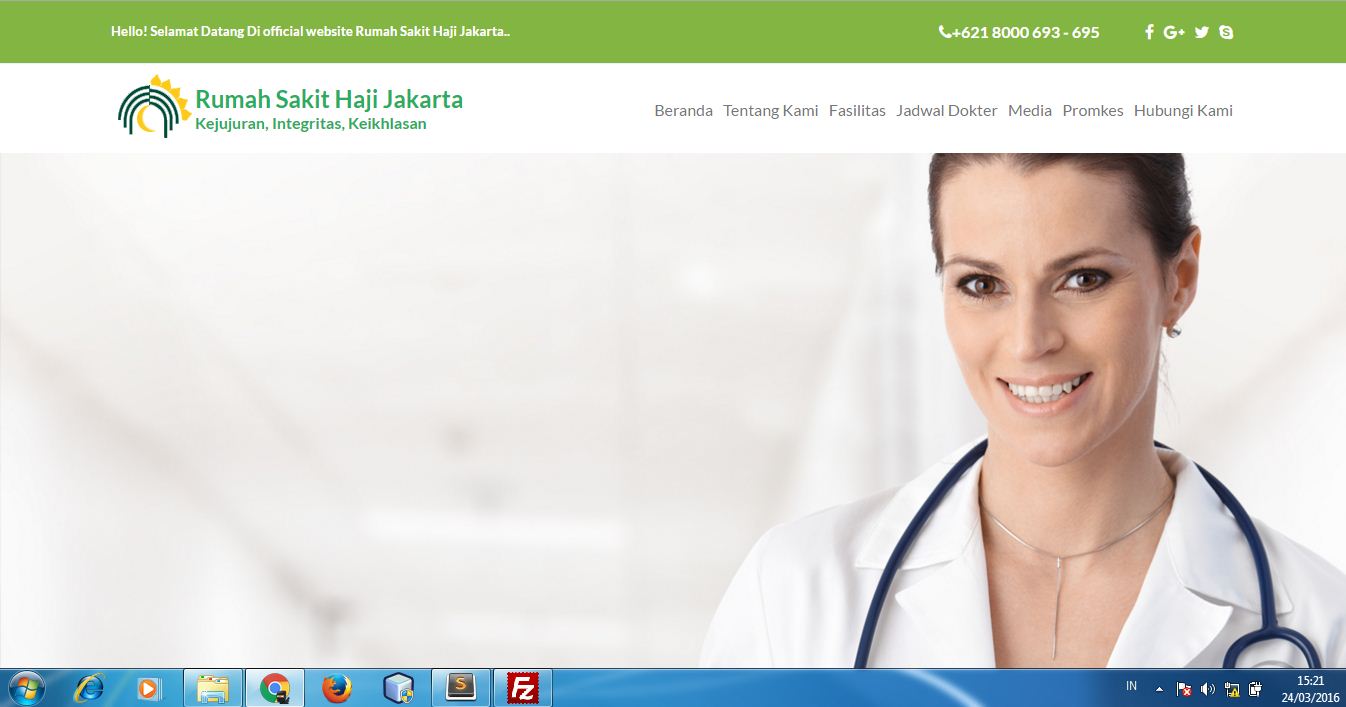 Hello! Selamat Datang Di official website Rumah Sakit Haji Jakarta..
+621 8000 693 - 695
Rumah Sakit Haji Jakarta
Kejujuran, Integritas, Keikhlasan
Beranda Tentang Kami Fasilitas Jadwal Dokter Media Promkes Hubungi Kami
IN
15:21
24/03/2016